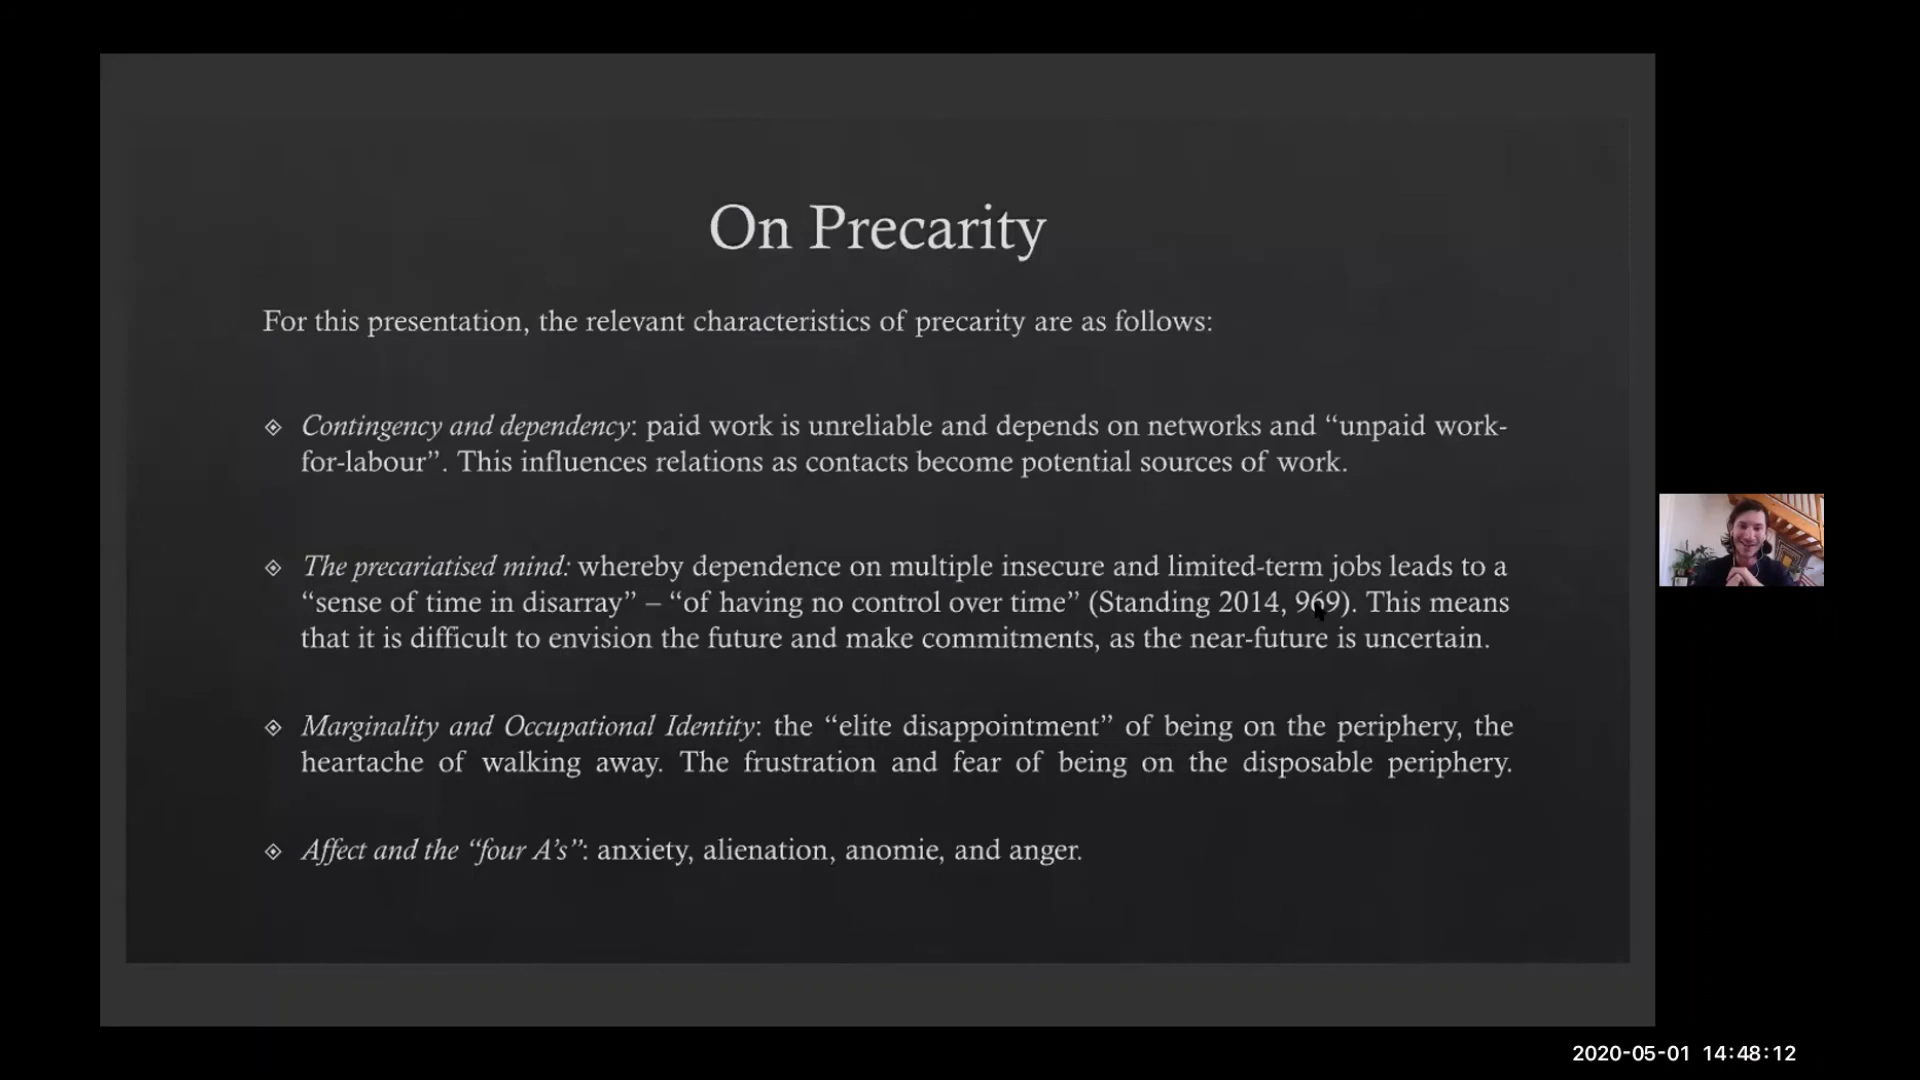 On Precarity
For this presentation, the relevant characteristics of precarity are as follows:
Contingency and dependency: paid work is unreliable and depends on networks and “unpaid work-
for-labour”. This influences relations as contacts become potential sources of work.
The precariatised mind: whereby dependence on multiple insecure and limited-term jobs leads to a
“sense of time in disarray” – “of having no control over time” (Standing 2014, 969). This means
that it is difficult to envision the future and make commitments, as the near-future is uncertain.
Marginality and Occupational Identity: the “elite disappointment” of being on the periphery, the
heartache of walking away. The frustration and fear of being on the disposable periphery.
Affect and the “four A’s”: anxiety, alienation, anomie, and anger.
2020-05-01 14:48:12